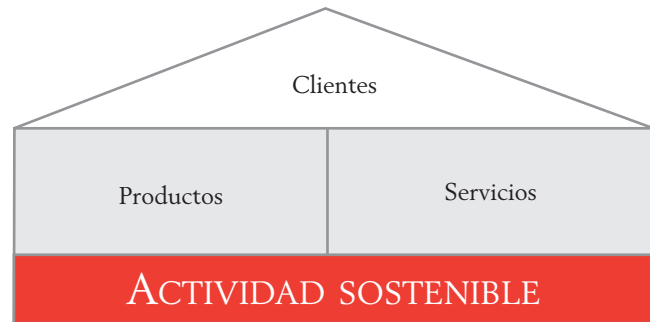 Clientes
Productos
Servicios
ACTIVIDAD SOSTENIBLE